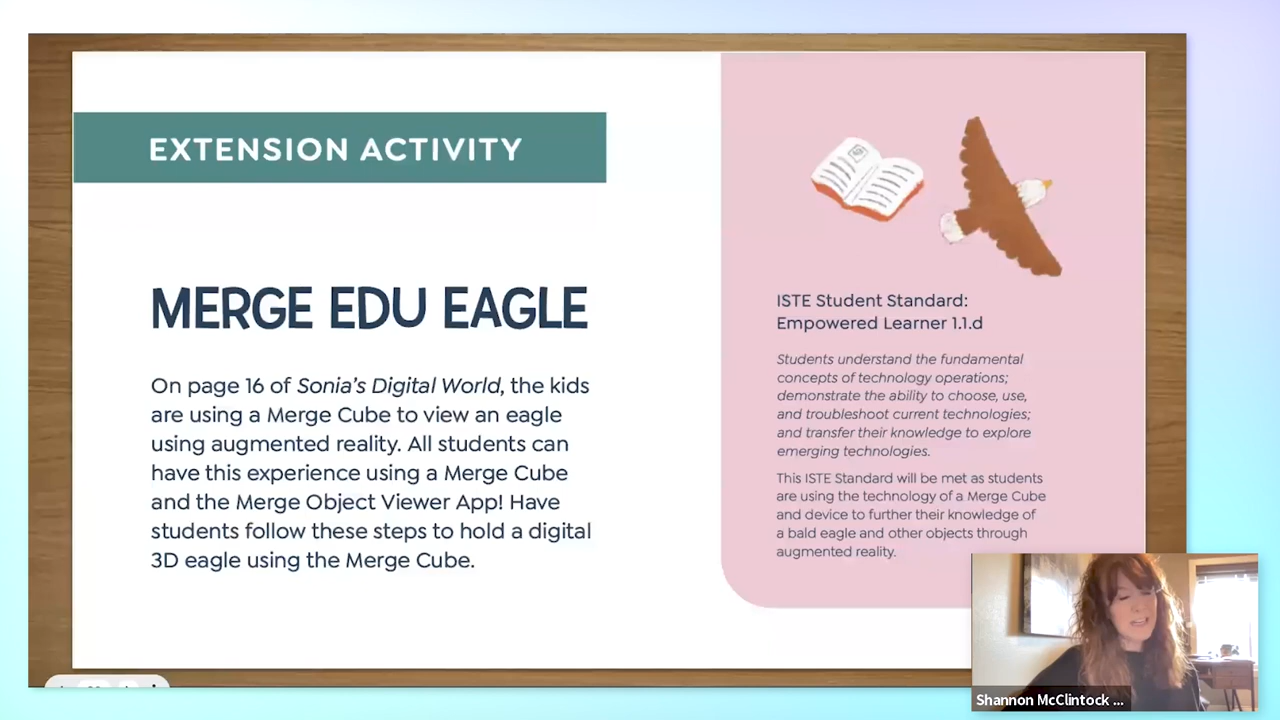 EXTENSION ACTIVITY
MERGE EDU EAGLE
On page 16 of Sonia's Digital World, the kids
are using a Merge Cube to view an eagle
using augmented reality. All students can
have this experience using a Merge Cube
and the Merge Object Viewer App! Have
students follow these steps to hold a digital
3D eagle using the Merge Cube.
ISTE Student Standard:
Empowered Learner 1.1.d
Students understand the fundamental
concepts of technology operations;
demonstrate the ability to choose, use,
and troubleshoot current technologies;
and transfer their knowledge to explore
emerging technologies.
This ISTE Standard will be met as students
are using the technology of a Merge Cube
and device to further their knowledge of
a bald eagle and other objects through
augmented reality.
Shannon McClintock ...